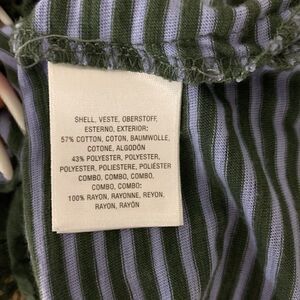 SHELL, VESTE, OBERSTOFF,
ESTERNO, EXTERIOR:
57% COTTON, COTON, BAUMWOLLE,
COTONE, ALGODÓN
43% POLYESTER, POLYESTER,
POLYESTER, POLIESTERE, POLIÉSTER
COMBO, COMBO, COMBO,
COMBO, COMBO:
100% RAYON, RAYONNE, REYON,
RAYON, RAYÓN